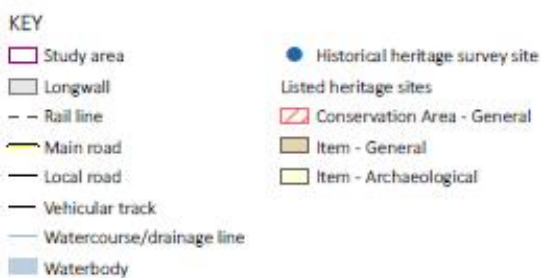 KEY
Study area
Longwall
Rail line
Main road
Local road
Vehicular track
Watercourse/drainage line
Waterbody
Historical heritage survey site
Listed heritage sites
Conservation Area - General
Item - General
Item - Archaeological